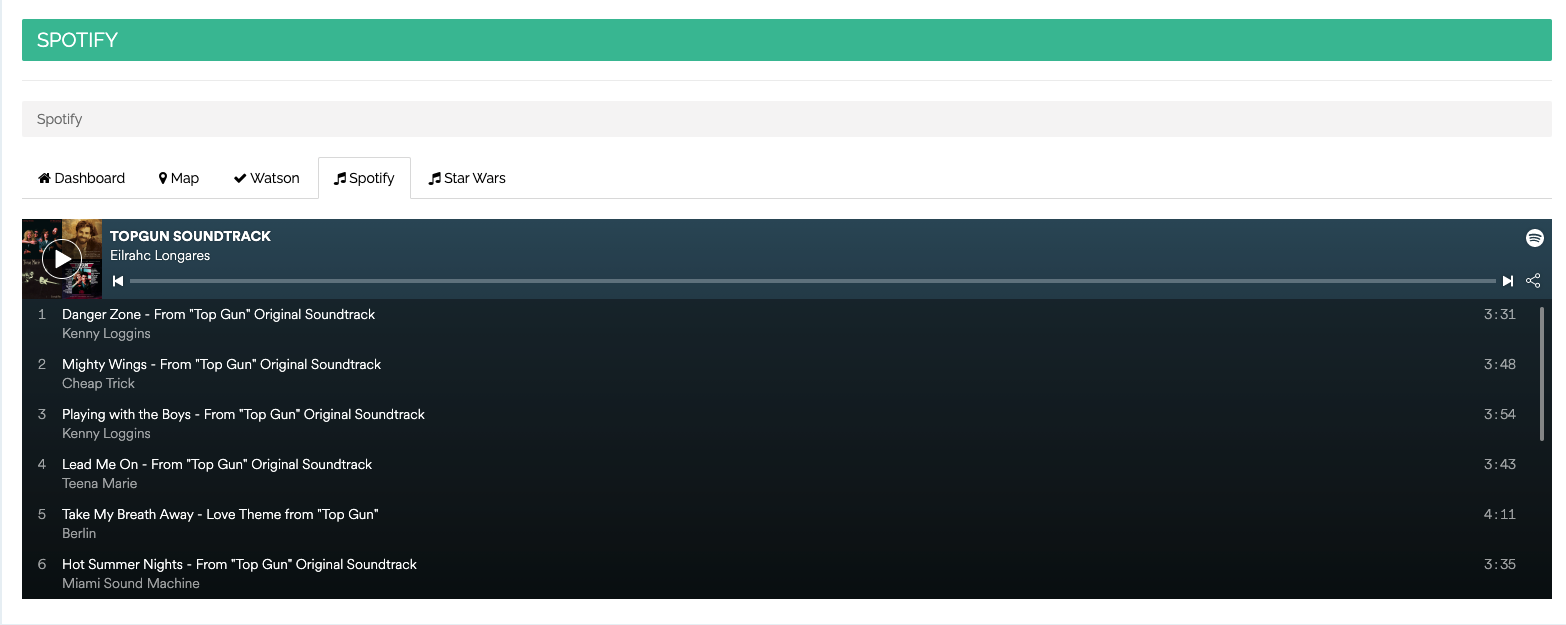 SPOTIFY
Spotify
Dashboard Map Watson Spotify Star Wars
TOPGUN SOUNDTRACK
Eilrahc Longares
1 Danger Zone - From "Top Gun" Original Soundtrack 3:31
Kenny Loggins
2 Mighty Wings - From "Top Gun" Original Soundtrack 3:48
Cheap Trick
3 Playing with the Boys - From "Top Gun" Original Soundtrack 3:54
Kenny Loggins
4 Lead Me On - From "Top Gun" Original Soundtrack 3:43
Teena Marie
5 Take My Breath Away - Love Theme from "Top Gun" 4:11
Berlin
6 Hot Summer Nights - From "Top Gun" Original Soundtrack 3:35
Miami Sound Machine